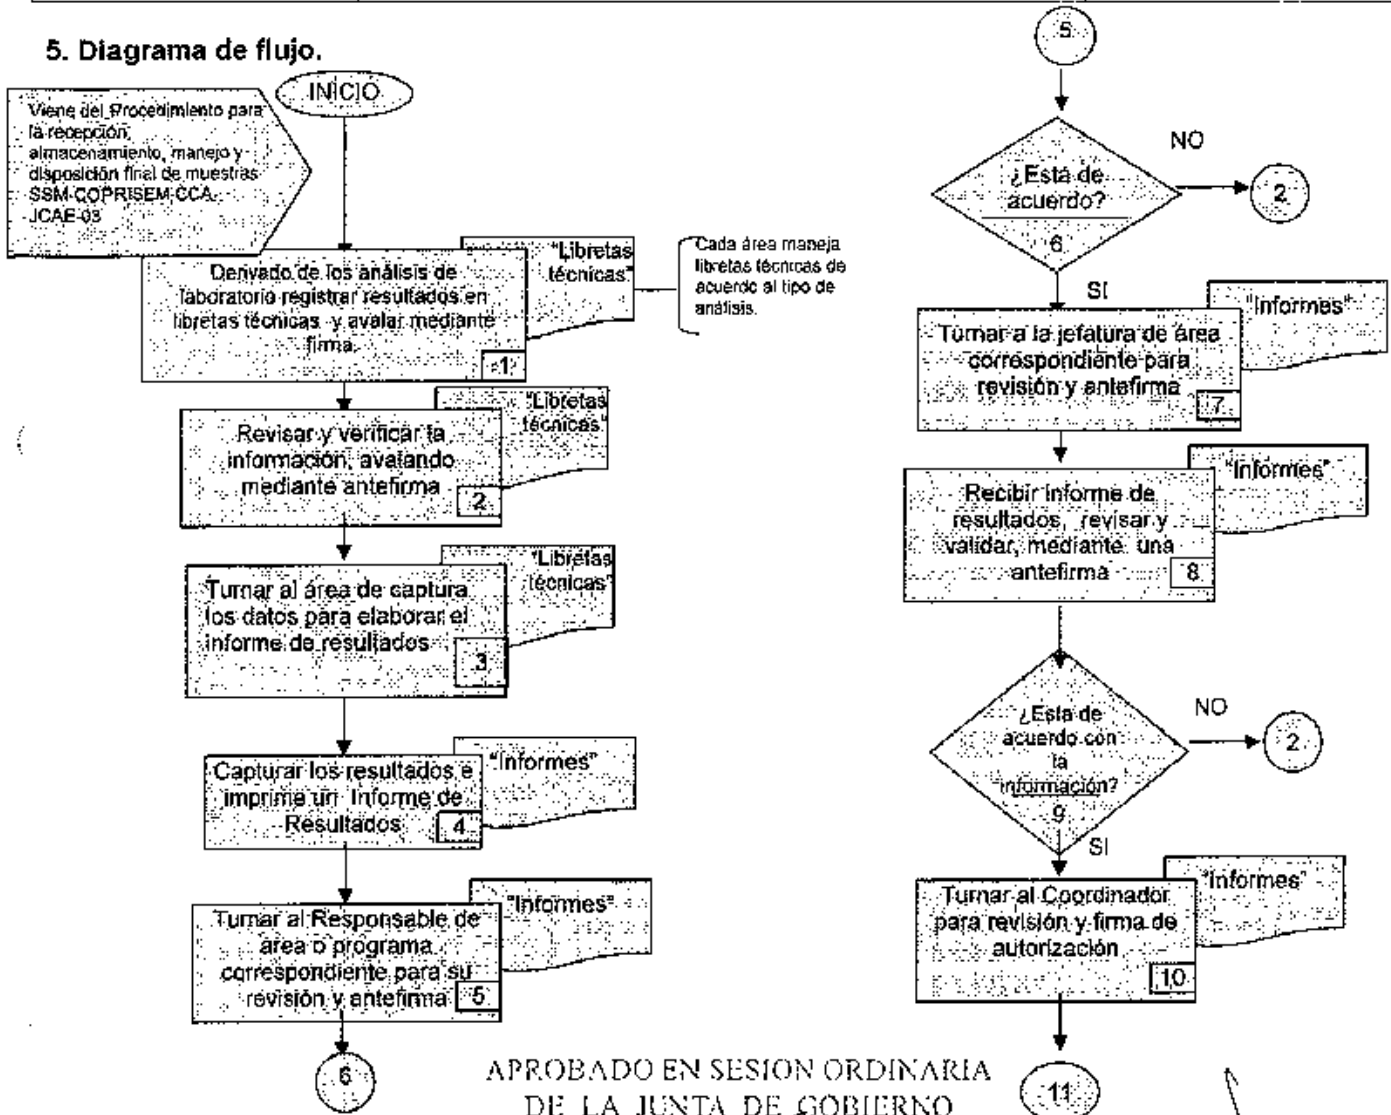 5. Diagrama de flujo.
INICIO
Viene del Procedimiento para
la recepción,
almacenamiento, manejo y
disposición final de muestras
SSM-COPRISEM-CCA-
JCAE-03
Derivado de los análisis de
laboratorio registrar resultados en
libretas técnicas y avalar mediante
firma.
1
"Libretas
técnicas"
Cada área maneja
libretas técnicas de
acuerdo al tipo de
análisis.
Revisar y verificar la
información, avalando
mediante antefirma
2
"Libretas
técnicas"
Turnar al área de captura
los datos para elaborar el
informe de resultados
3
"Libretas
técnicas"
Capturar los resultados e
imprime un Informe de
Resultados
4
"Informes"
Turnar al Responsable de
área o programa
correspondiente para su
revisión y antefirma
5
"Informes"
6
5
¿Está de
acuerdo?
6
NO
2
SI
Turnar a la jefatura de área
correspondiente para
revisión y antefirma
7
"Informes"
Recibir informe de
resultados, revisar y
validar, mediante una
antefirma
8
"Informes"
¿Esta de
acuerdo con
la
información?
9
NO
2
SI
Turnar al Coordinador
para revisión y firma de
autorización
10
"Informes"
11
APROBADO EN SESION ORDINARIA
DE LA JUNTA DE GOBIERNO